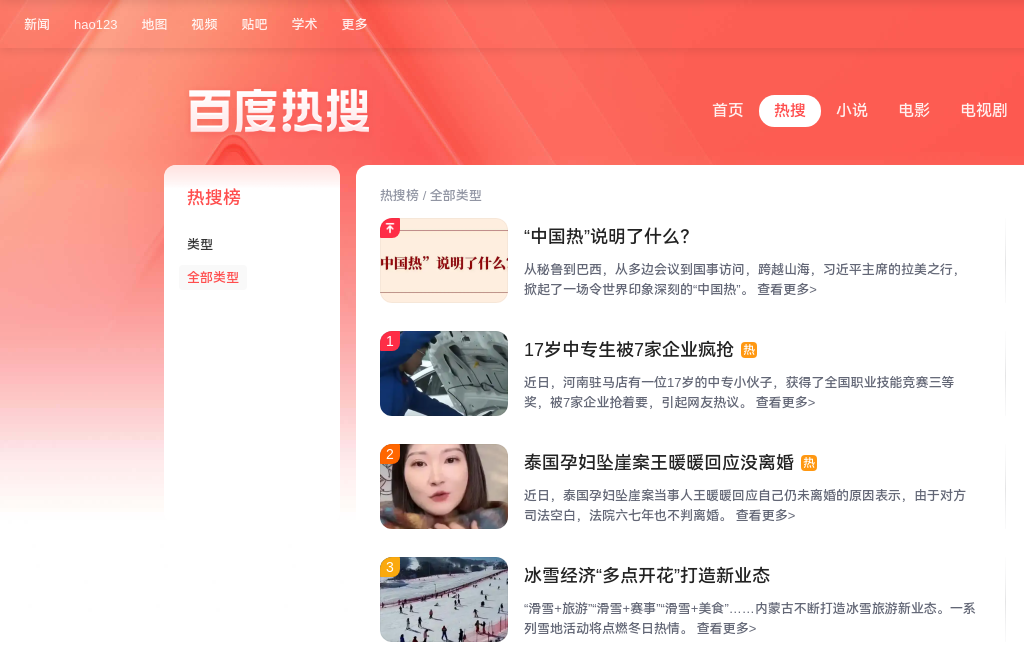 新闻 hao123 地图 视频 贴吧 学术 更多
百度热搜
首页 热搜 小说 电影 电视剧
热搜榜
类型
全部类型
热搜榜 / 全部类型
中国热”说明了什么?
“中国热”说明了什么？
从秘鲁到巴西，从多边会议到国事访问，跨越山海，习近平主席的拉美之行，
掀起了一场令世界印象深刻的“中国热”。 查看更多>
1
17岁中专生被7家企业疯抢 热
近日，河南驻马店有一位17岁的中专小伙子，获得了全国职业技能竞赛三等
奖，被7家企业抢着要，引起网友热议。 查看更多>
2
泰国孕妇坠崖案王暖暖回应没离婚 热
近日，泰国孕妇坠崖案当事人王暖暖回应自己仍未离婚的原因表示，由于对方
司法空白，法院六七年也不判离婚。 查看更多>
3
冰雪经济“多点开花”打造新业态
“滑雪+旅游”“滑雪+赛事”“滑雪+美食”……内蒙古不断打造冰雪旅游新业态。一系
列雪地活动将点燃冬日热情。 查看更多>